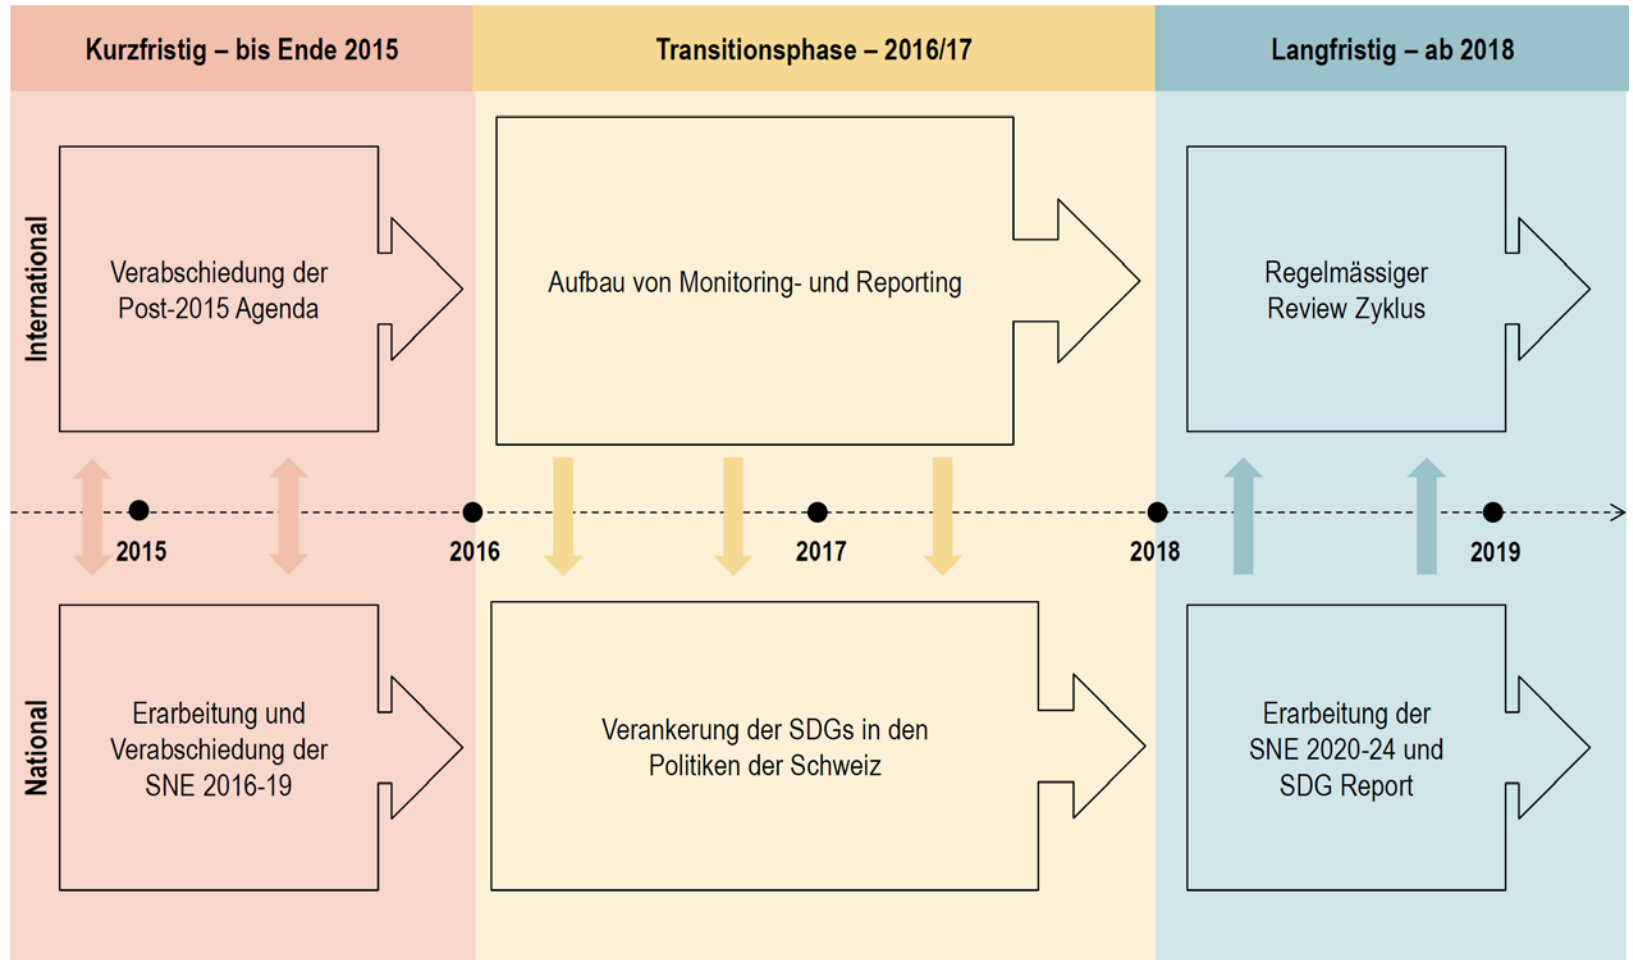 Kurzfristig – bis Ende 2015
Transitionsphase – 2016/17
Langfristig – ab 2018
International
Verabschiedung der
Post-2015 Agenda
Aufbau von Monitoring- und Reporting
Regelmässiger
Review Zyklus
2015
2016
2017
2018
2019
National
Erarbeitung und
Verabschiedung der
SNE 2016-19
Verankerung der SDGs in den
Politiken der Schweiz
Erarbeitung der
SNE 2020-24 und
SDG Report